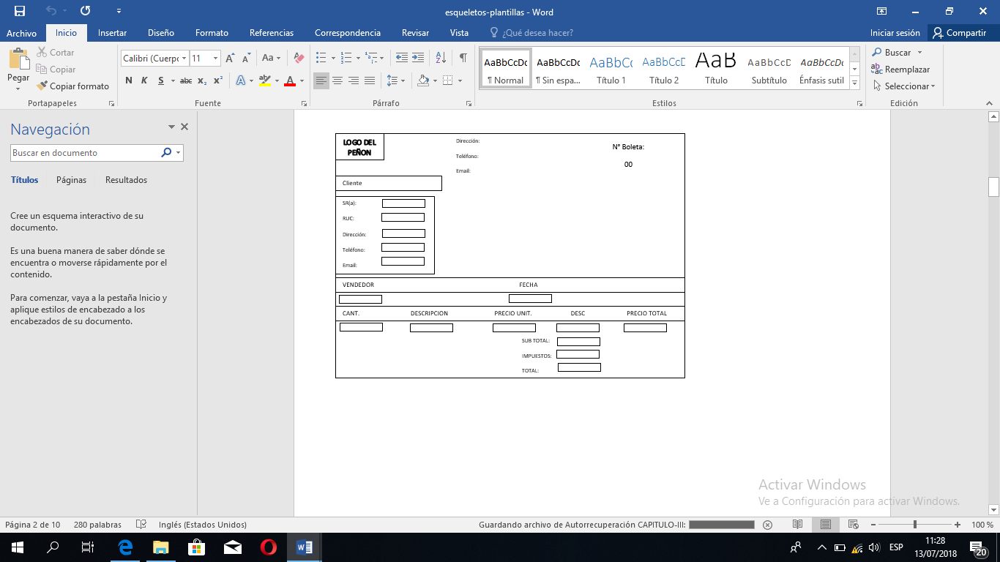 esqueletos-plantillas - Word
Archivo Inicio Insertar Diseño Formato Referencias Correspondencia Revisar Vista ¿Qué desea hacer? Iniciar sesión Compartir
Pegar
Cortar
Copiar
Copiar formato
Portapapeles
Calibri (Cuerpo 11
Aa
N K S abc x₂ x² A ab A
Fuente
Párrafo
AaBbCcDc AaBbCcDc AaBbCc AaBbCcD AaB AaBbCcD AaBbCcDt
¶ Normal ¶ Sin espa... Título 1 Título 2 Título Subtítulo Énfasis sutil
Estilos
Buscar
Reemplazar
Seleccionar
Edición
Navegación
Buscar en documento
Títulos Páginas Resultados
Cree un esquema interactivo de su
documento.
Es una buena manera de saber dónde se
encuentra o moverse rápidamente por el
contenido.
Para comenzar, vaya a la pestaña Inicio y
aplique estilos de encabezado a los
encabezados de su documento.
LOGO DEL
PEÑON
Dirección:
Teléfono:
Email:
N° Boleta:
00
Cliente
SR(a):
RUC:
Dirección:
Teléfono:
Email:
VENDEDOR FECHA
CANT. DESCRIPCION PRECIO UNIT. DESC PRECIO TOTAL
SUB TOTAL:
IMPUESTOS:
TOTAL:
Activar Windows
Ve a Configuración para activar Windows.
Página 2 de 10 280 palabras Inglés (Estados Unidos) Guardando archivo de Autorrecuperación CAPITULO-III: 100 %
ESP
11:28
13/07/2018
20